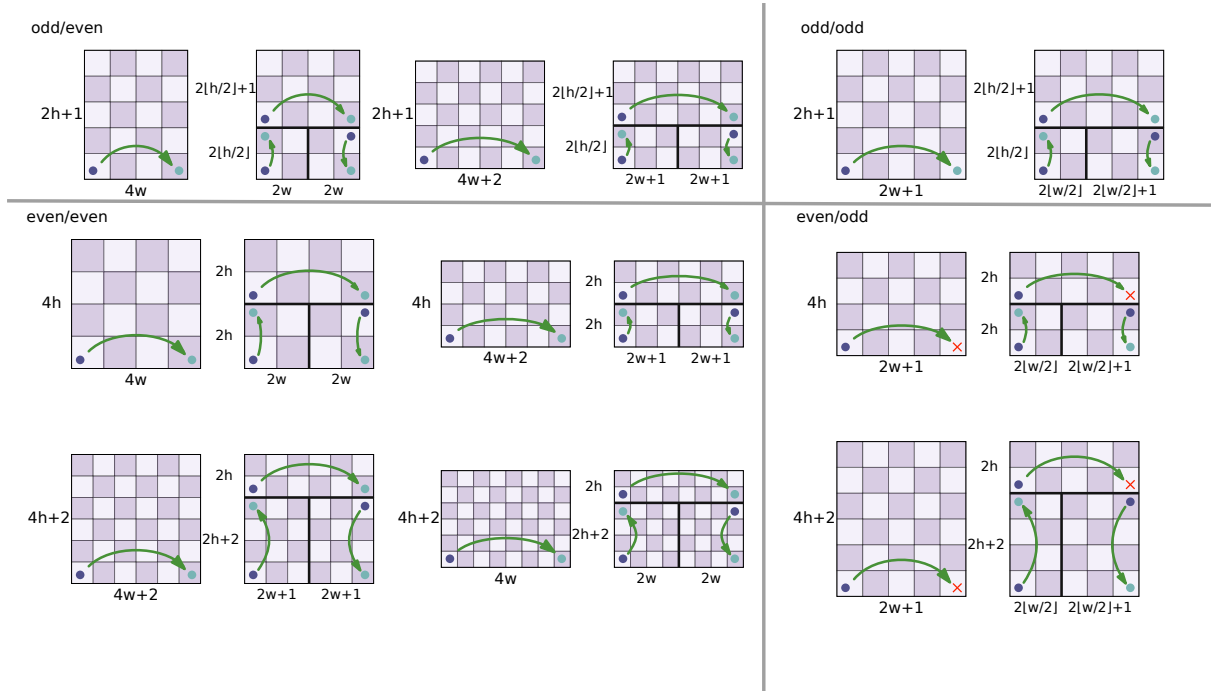 odd/even
2h+1
4w
2⌊h/2⌋+1
2⌊h/2⌋
2w 2w
2h+1
4w+2
2⌊h/2⌋+1
2⌊h/2⌋
2w+1 2w+1
odd/odd
2h+1
2w+1
2⌊h/2⌋+1
2⌊h/2⌋
2⌊w/2⌋ 2⌊w/2⌋+1
even/even
4h
4w
2h
2h
2w 2w
4h
4w+2
2h
2h
2w+1 2w+1
4h+2
4w+2
2h
2h+2
2w+1 2w+1
4h+2
4w
2h
2h+2
2w 2w
even/odd
4h
2w+1
2h
2h
2⌊w/2⌋ 2⌊w/2⌋+1
4h+2
2w+1
2h
2h+2
2⌊w/2⌋ 2⌊w/2⌋+1